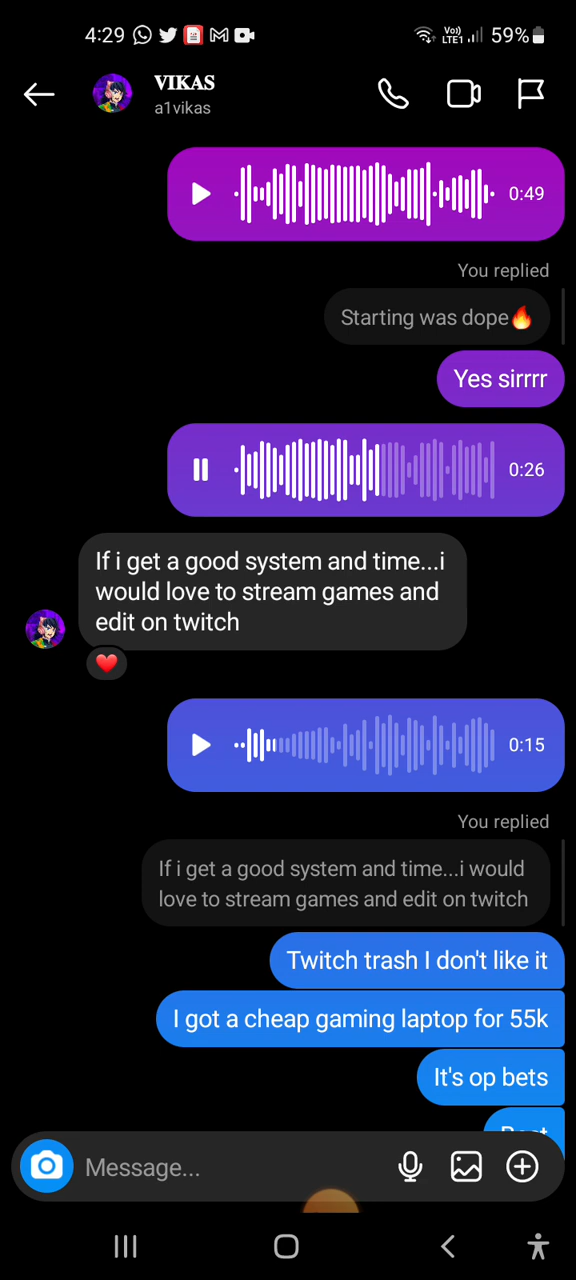 4:29
Vo))
LTE1
59%
VIKAS
a1vikas
0:49
You replied
Starting was dope🔥
Yes sirrrr
0:26
If i get a good system and time...i
would love to stream games and
edit on twitch
0:15
You replied
If i get a good system and time...i would
love to stream games and edit on twitch
Twitch trash I don't like it
I got a cheap gaming laptop for 55k
It's op bets
Message...